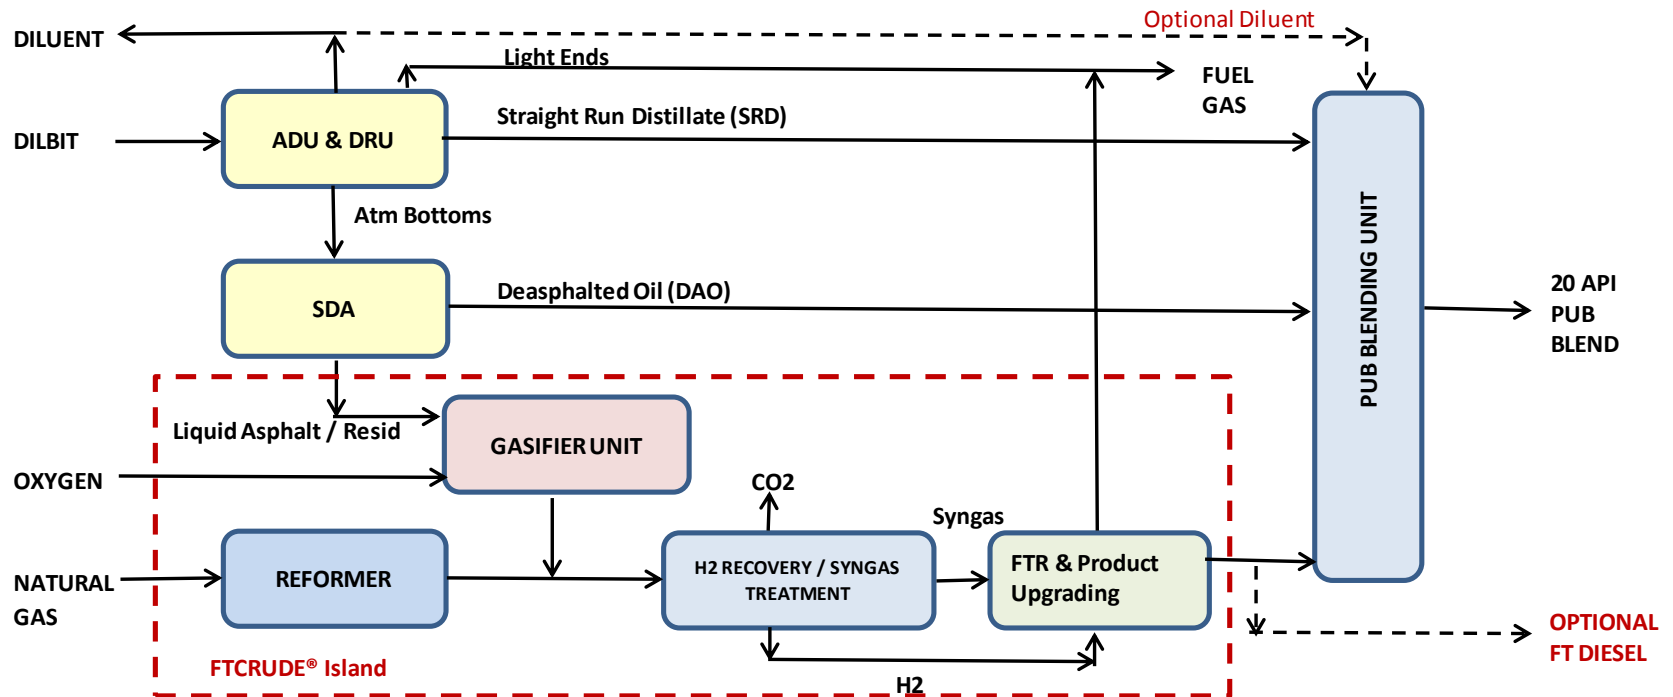 Optional Diluent
DILUENT
Light Ends
FUEL
GAS
Straight Run Distillate (SRD)
DILBIT
ADU & DRU
Atm Bottoms
PUB BLENDING UNIT
Deasphalted Oil (DAO)
SDA
20 API
PUB
BLEND
Liquid Asphalt / Resid
GASIFIER UNIT
OXYGEN
CO2
Syngas
NATURAL
GAS
REFORMER
H2 RECOVERY / SYNGAS
TREATMENT
FTR & Product
Upgrading
OPTIONAL
FT DIESEL
FTCRUDE® Island
H2